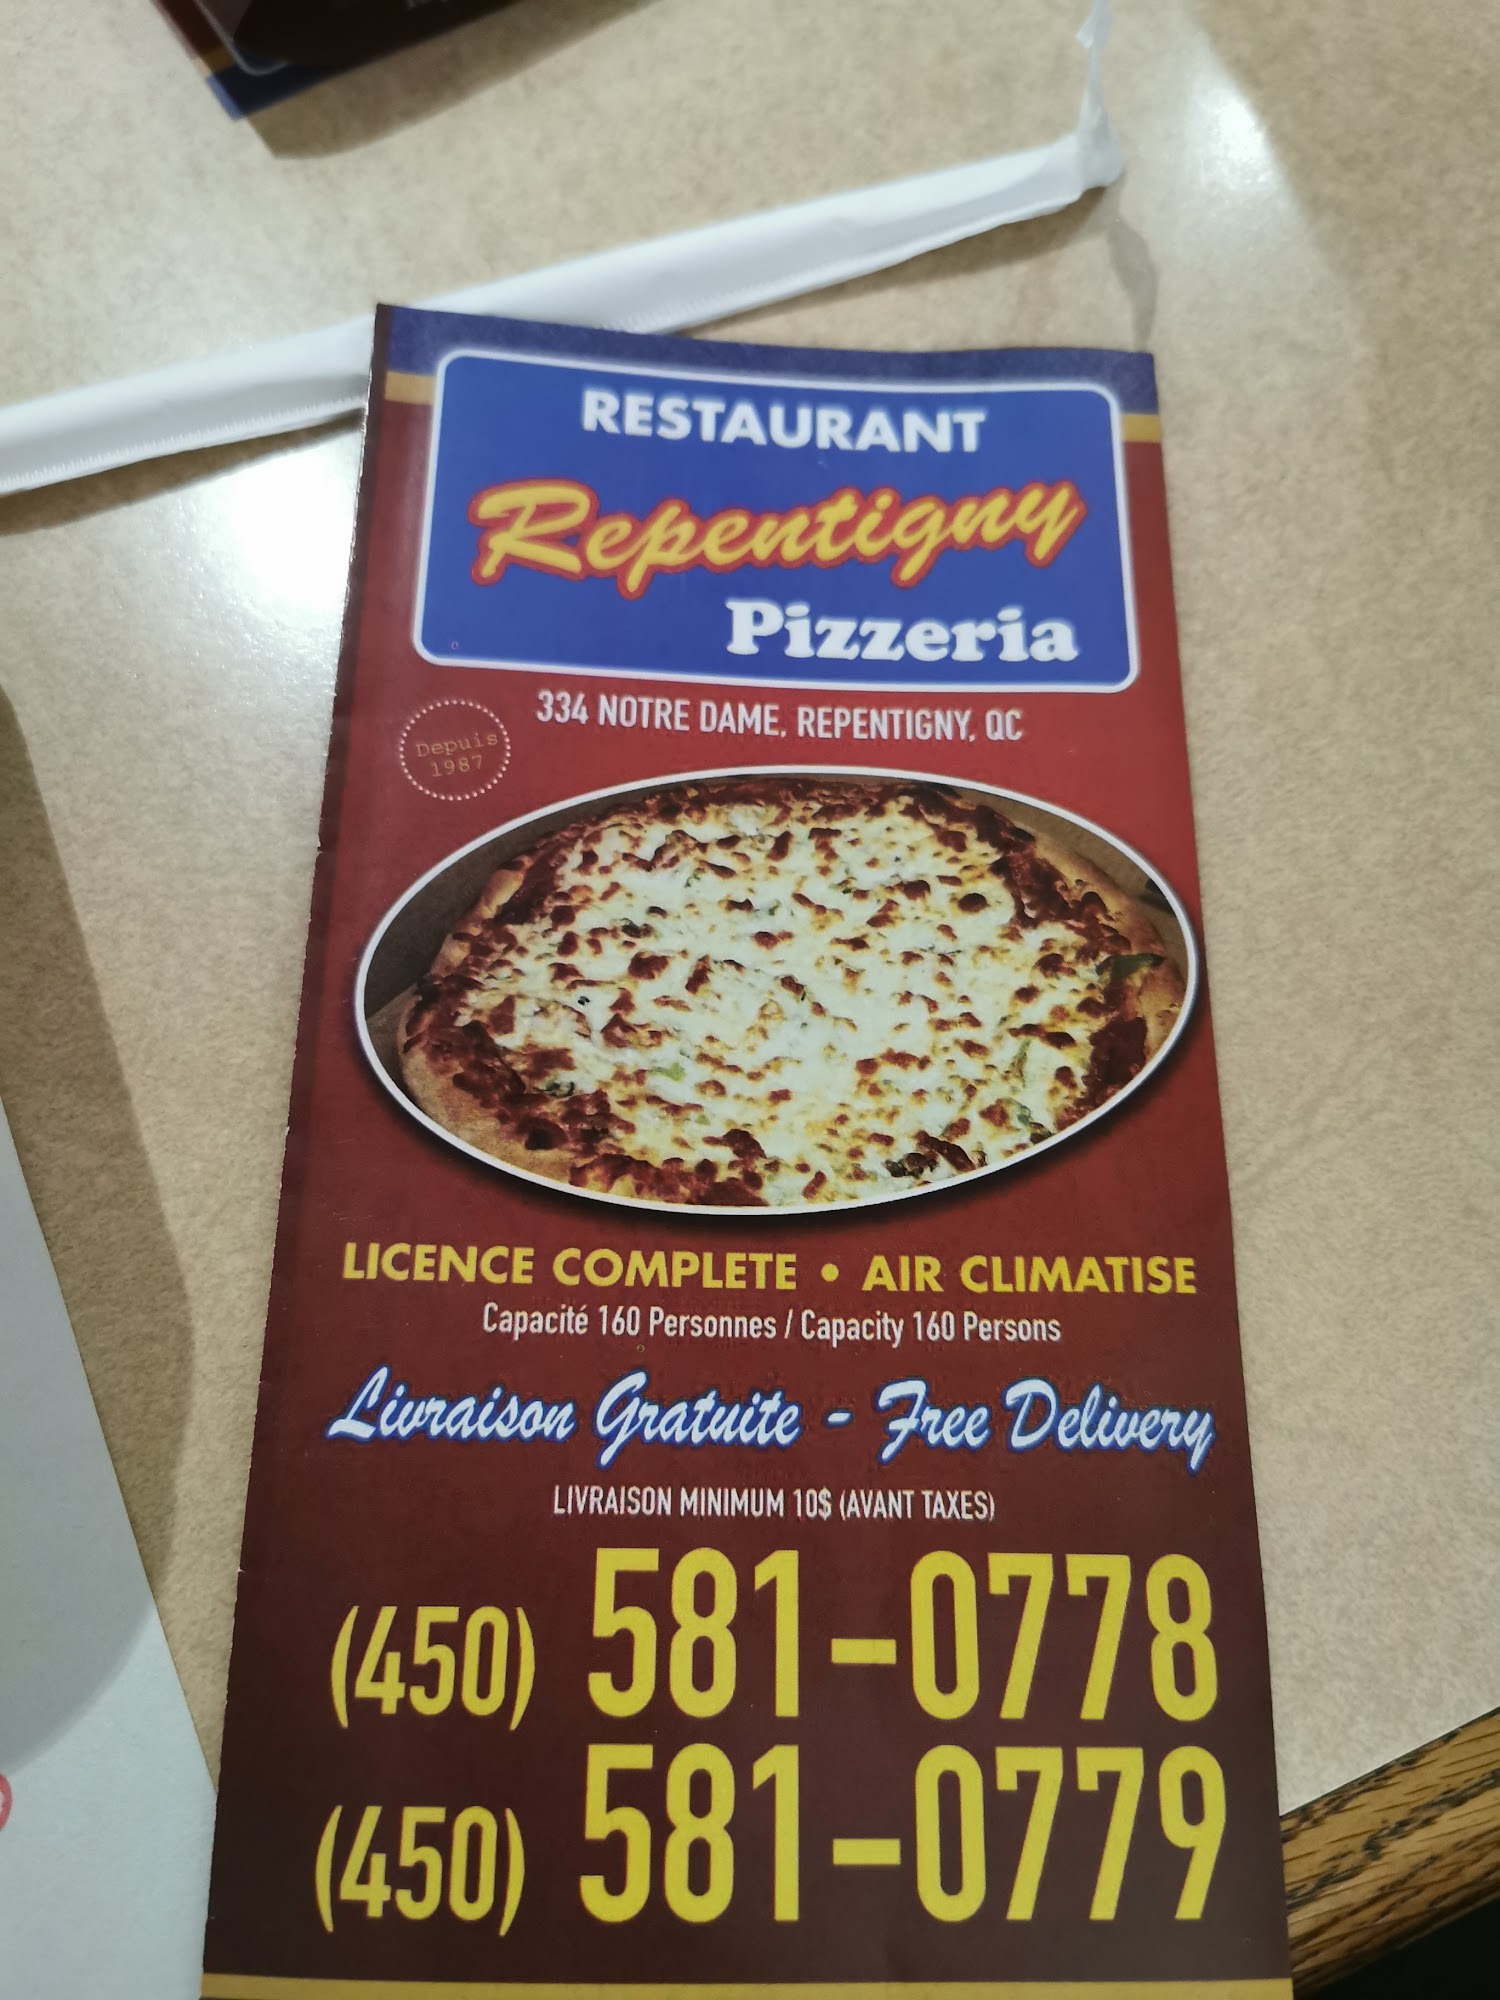 RESTAURANT
Repentigny
Pizzeria
334 NOTRE DAME, REPENTIGNY, QC
Depuis
1987
LICENCE COMPLETE • AIR CLIMATISE
Capacité 160 Personnes / Capacity 160 Persons
Livraison Gratuite - Free Delivery
LIVRAISON MINIMUM 10$ (AVANT TAXES)
(450) 581-0778
(450) 581-0779